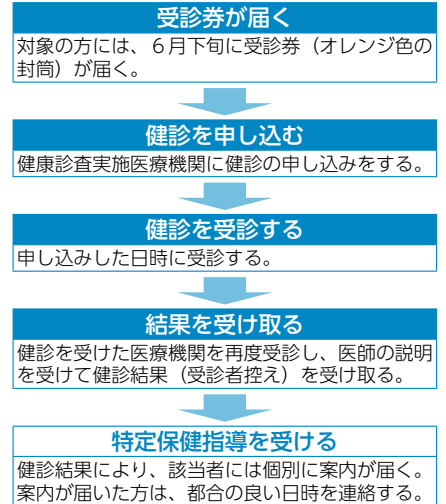 受診券が届く
対象の方には、６月下旬に受診券（オレンジ色の
封筒）が届く。
健診を申し込む
健康診査実施医療機関に健診の申し込みをする。
健診を受診する
申し込みした日時に受診する。
結果を受け取る
健診を受けた医療機関を再度受診し、医師の説明
を受けて健診結果（受診者控え）を受け取る。
特定保健指導を受ける
健診結果により、該当者には個別に案内が届く。
案内が届いた方は、都合の良い日時を連絡する。